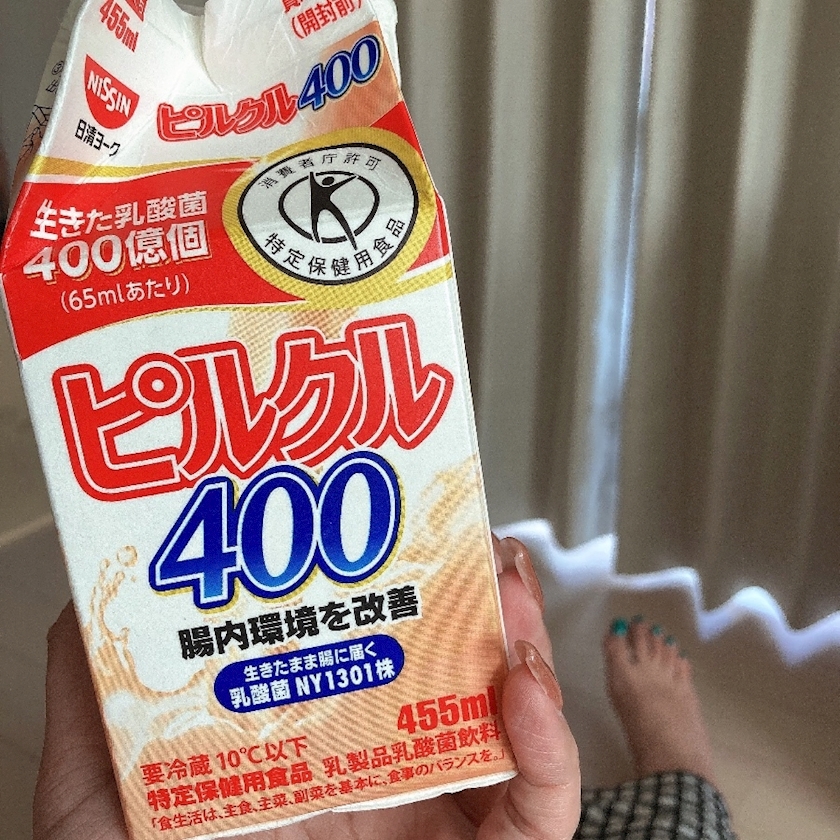 455ml
(開封前)
NISSIN
日清ヨーク
ピルクル400
消費者庁許可
特定保健用食品
生きた乳酸菌
400億個
(65mlあたり)
ピルクル
400
腸内環境を改善
生きたまま腸に届く
乳酸菌 NY1301株
455ml
要冷蔵 10℃以下
特定保健用食品 乳製品乳酸菌飲料
「食生活は、主食、主菜、副菜を基本に、食事のバランスを。」